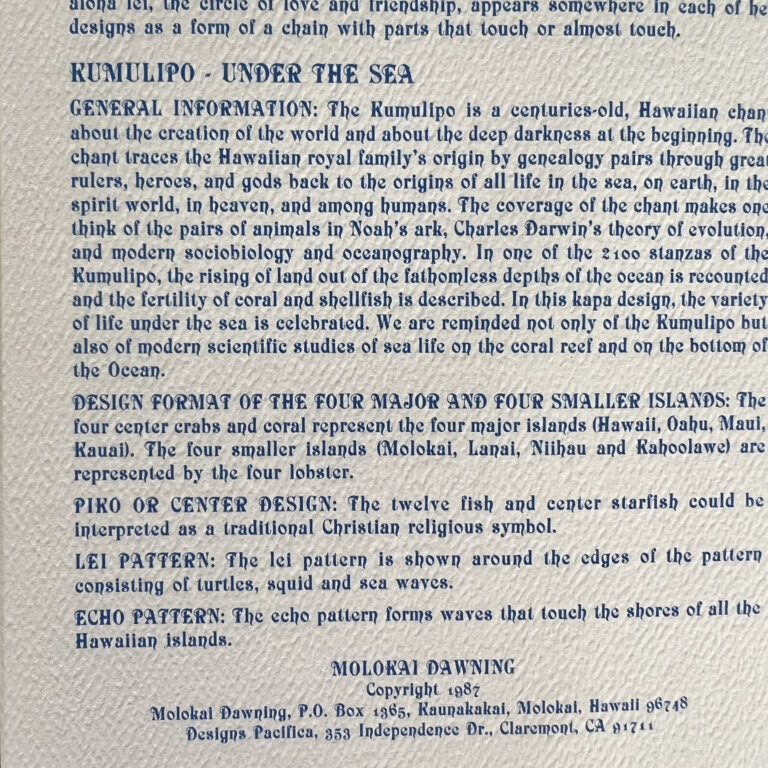 aloha lei, the circle of love and friendship, appears somewhere in each of he
designs as a form of a chain with parts that touch or almost touch.
KUMULIPO - UNDER THE SEA
GENERAL INFORMATION: The Kumulipo is a centuries-old, Hawaiian chan
about the creation of the world and about the deep darkness at the beginning. Th
chant traces the Hawaiian royal family's origin by genealogy pairs through great
rulers, heroes, and gods back to the origins of all life in the sea, on earth, in the
spirit world, in heaven, and among humans. The coverage of the chant makes one
think of the pairs of animals in Noah's ark, Charles Darwin's theory of evolution,
and modern sociobiology and oceanography. In one of the 2100 stanzas of the
Kumulipo, the rising of land out of the fathomless depths of the ocean is recounted
and the fertility of coral and shellfish is described. In this kapa design, the variety
of life under the sea is celebrated. We are reminded not only of the Kumulipo but
also of modern scientific studies of sea life on the coral reef and on the bottom of
the Ocean.
DESIGN FORMAT OF THE FOUR MAJOR AND FOUR SMALLER ISLANDS: The
four center crabs and coral represent the four major islands (Hawaii, Oahu, Maui,
Kauai). The four smaller islands (Molokai, Lanai, Niihau and Kahoolawe) are
represented by the four lobster.
PIKO OR CENTER DESIGN: The twelve fish and center starfish could be
interpreted as a traditional Christian religious symbol.
LEI PATTERN: The lei pattern is shown around the edges of the pattern
consisting of turtles, squid and sea waves.
ECHO PATTERN: The echo pattern forms waves that touch the shores of all the
Hawaiian islands.
MOLOKAI DAWNING
Copyright 1987
Molokai Dawning, P.O. Box 1365, Kaunakakai, Molokai, Hawaii 96748
Designs Pacifica, 353 Independence Dr., Claremont, CA 91711